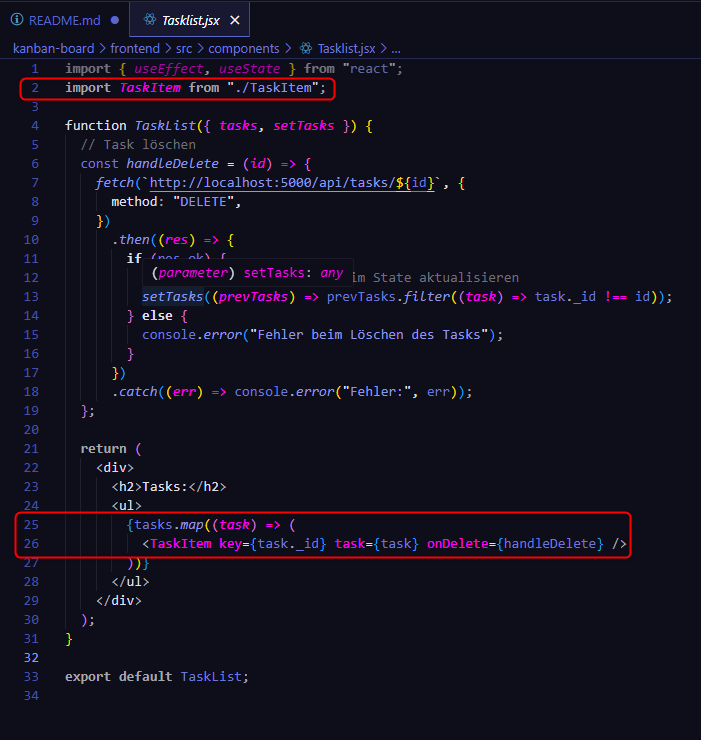 README.md ● Tasklist.jsx ×
kanban-board > frontend > src > components > Tasklist.jsx > ...
1 import { useEffect, useState } from "react";
2 import TaskItem from "./TaskItem";
3
4 function TaskList({ tasks, setTasks }) {
5 // Task löschen
6 const handleDelete = (id) => {
7 fetch(`http://localhost:5000/api/tasks/${id}`, {
8 method: "DELETE",
9 })
10 .then((res) => {
11 if (res.ok) {
(parameter) setTasks: any
12 im State aktualisieren
13 setTasks((prevTasks) => prevTasks.filter((task) => task._id !== id));
14 } else {
15 console.error("Fehler beim Löschen des Tasks");
16 }
17 })
18 .catch((err) => console.error("Fehler:", err));
19 };
20
21 return (
22 <div>
23 <h2>Tasks:</h2>
24 <ul>
25 {tasks.map((task) => (
26 <TaskItem key={task._id} task={task} onDelete={handleDelete} />
27 ))}
28 </ul>
29 </div>
30 );
31 }
32
33 export default TaskList;
34